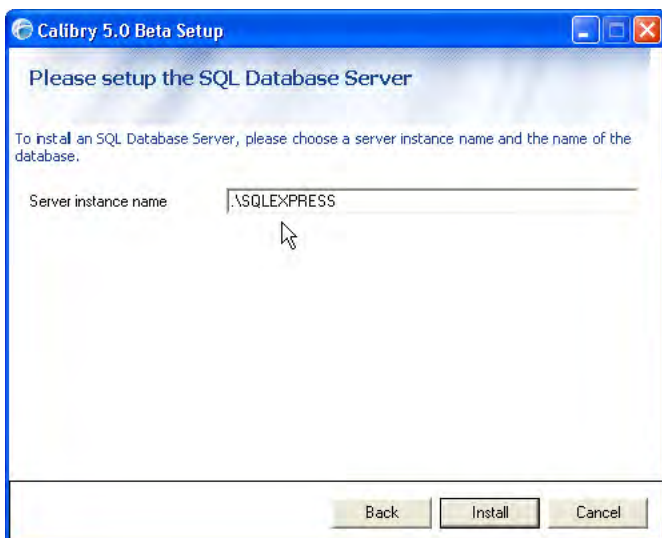 Calibry 5.0 Beta Setup
Please setup the SQL Database Server
To install an SQL Database Server, please choose a server instance name and the name of the
database.
Server instance name
.\SQLEXPRESS
Back
Install
Cancel